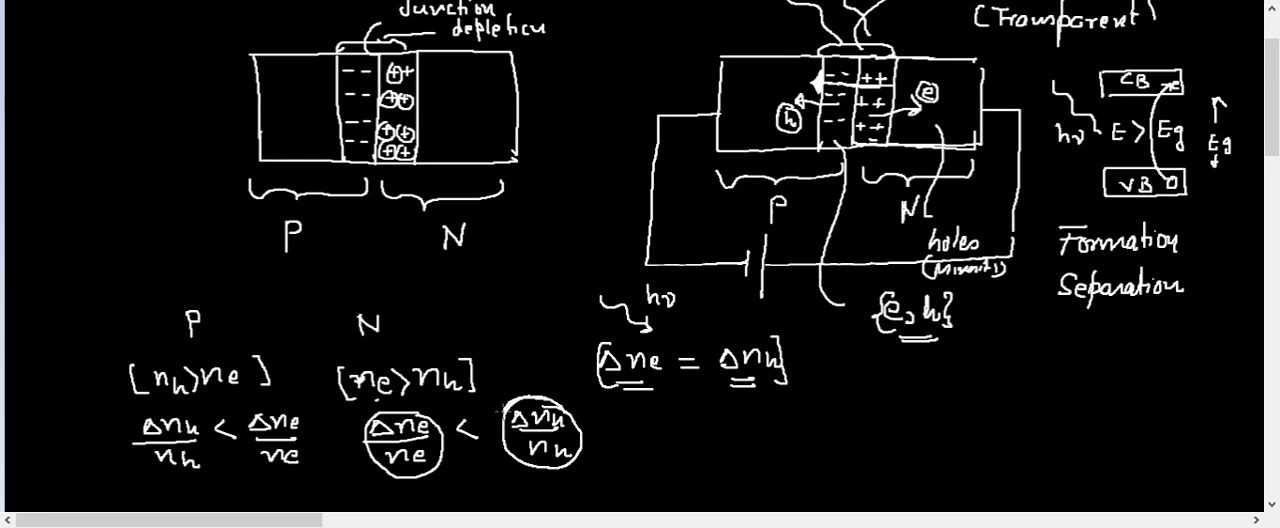 Junction
depletion
(Transparent)
- - + +
- - + +
- - + +
- - + +
P
N
- - + +
- - + +
- - + +
-
h
e
P
N
holes
(Minority)
{e, h}
CB e
hν E > Eg Eg
VB O
Formation
Separation
P N
[nh>ne] [ne>nh]
Δnh/nh < Δne/ne
Δne/ne < Δnh/nh
hν
[Δne = Δnh]